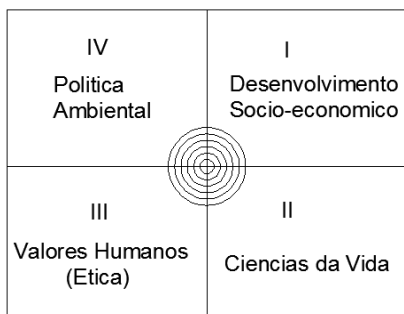 IV
Politica
Ambiental
I
Desenvolvimento
Socio-economico
III
Valores Humanos
(Etica)
II
Ciencias da Vida